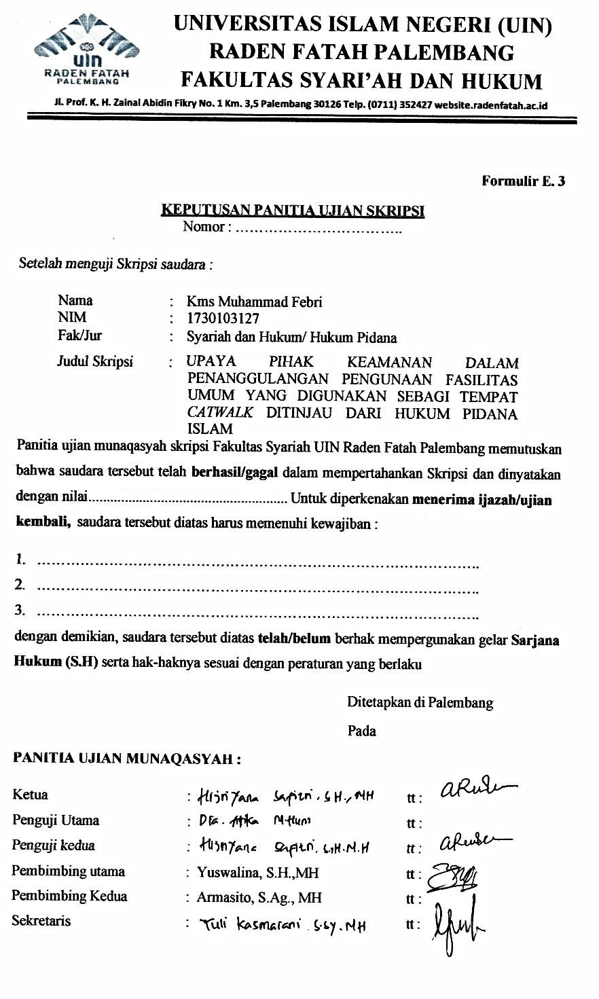 UNIVERSITAS ISLAM NEGERI (UIN)
RADEN FATAH PALEMBANG
FAKULTAS SYARI'AH DAN HUKUM
uin
RADEN FATAH
PALEMBANG
Jl. Prof. K. H. Zainal Abidin Fikry No. 1 Km. 3,5 Palembang 30126 Telp. (0711) 352427 website.radenfatah.ac.id
Formulir E. 3
KEPUTUSAN PANITIA UJIAN SKRIPSI
Nomor : ....................................
Setelah menguji Skripsi saudara :
Nama : Kms Muhammad Febri
NIM : 1730103127
Fak/Jur : Syariah dan Hukum/ Hukum Pidana
Judul Skripsi : UPAYA PIHAK KEAMANAN DALAM
PENANGGULANGAN PENGUNAAN FASILITAS
UMUM YANG DIGUNAKAN SEBAGI TEMPAT
CATWALK DITINJAU DARI HUKUM PIDANA
ISLAM
Panitia ujian munaqasyah skripsi Fakultas Syariah UIN Raden Fatah Palembang memutuskan
bahwa saudara tersebut telah berhasil/gagal dalam mempertahankan Skripsi dan dinyatakan
dengan nilai........................................................ Untuk diperkenakan menerima ijazah/ujian
kembali, saudara tersebut diatas harus memenuhi kewajiban :
1. ....................................................................................................
2. ....................................................................................................
3. ....................................................................................................
dengan demikian, saudara tersebut diatas telah/belum berhak mempergunakan gelar Sarjana
Hukum (S.H) serta hak-haknya sesuai dengan peraturan yang berlaku
Ditetapkan di Palembang
Pada
PANITIA UJIAN MUNAQASYAH :
Ketua : Hijriyana Safitri, S.H., MH tt :
Penguji Utama : Dra. Atika M.Hum tt :
Penguji kedua : Hijriyana Safitri, S.H.M.H tt :
Pembimbing utama : Yuswalina, S.H.,MH tt :
Pembimbing Kedua : Armasito, S.Ag., MH tt :
Sekretaris : Yuli Kasmarani S.Sy. MH tt :